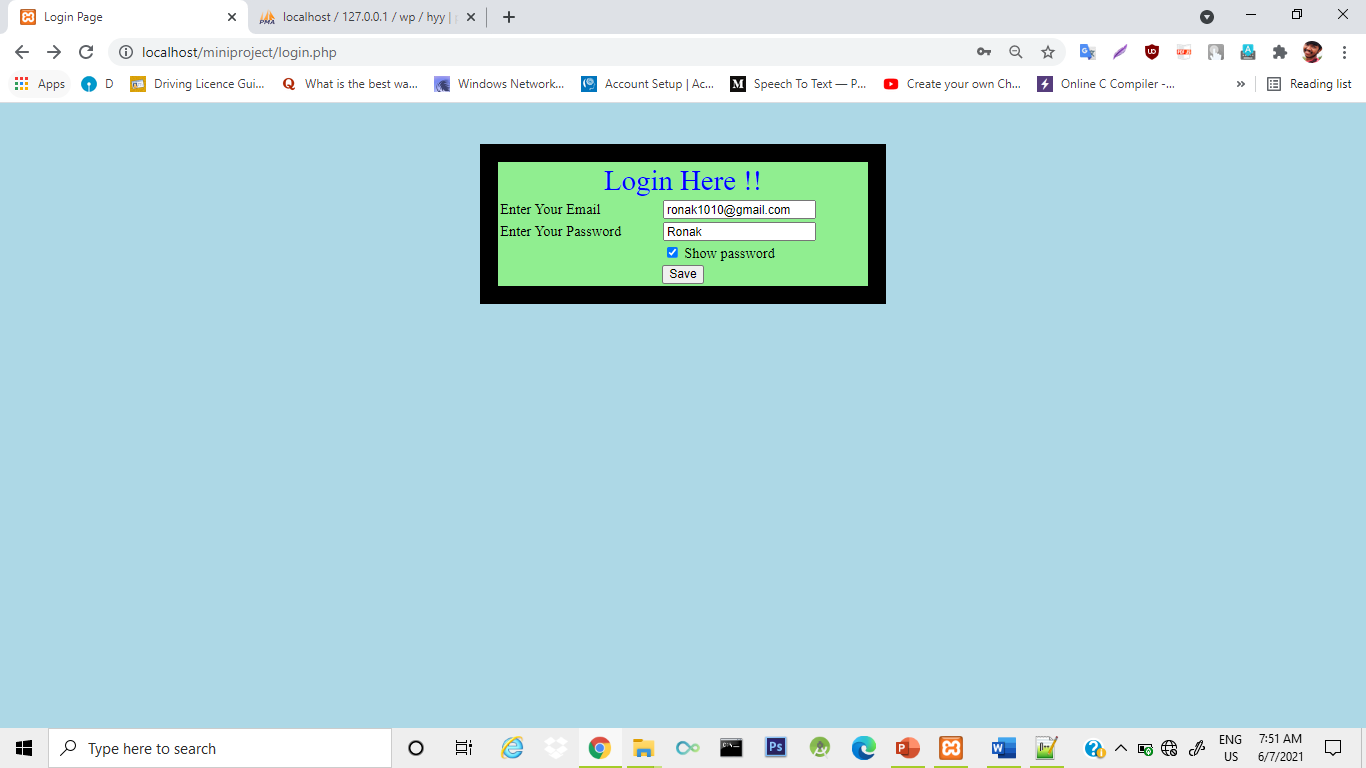 Login Page
localhost / 127.0.0.1 / wp / hyy |
localhost/miniproject/login.php
Apps D Driving Licence Gui... What is the best wa... Windows Network... Account Setup | Ac... Speech To Text — P... Create your own Ch... Online C Compiler -... » Reading list
Login Here !!
Enter Your Email ronak1010@gmail.com
Enter Your Password Ronak
Show password
Save
Type here to search
ENG
US
7:51 AM
6/7/2021